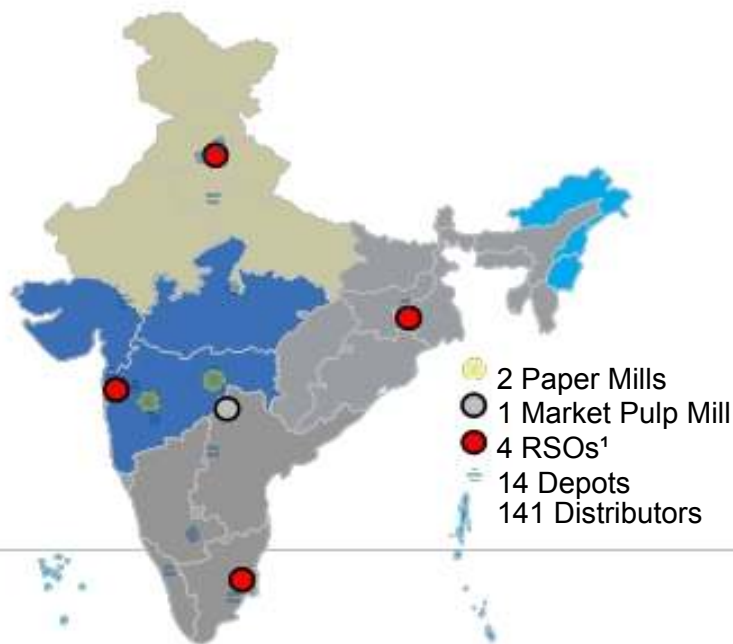 2 Paper Mills
1 Market Pulp Mill
4 RSOs¹
14 Depots
141 Distributors